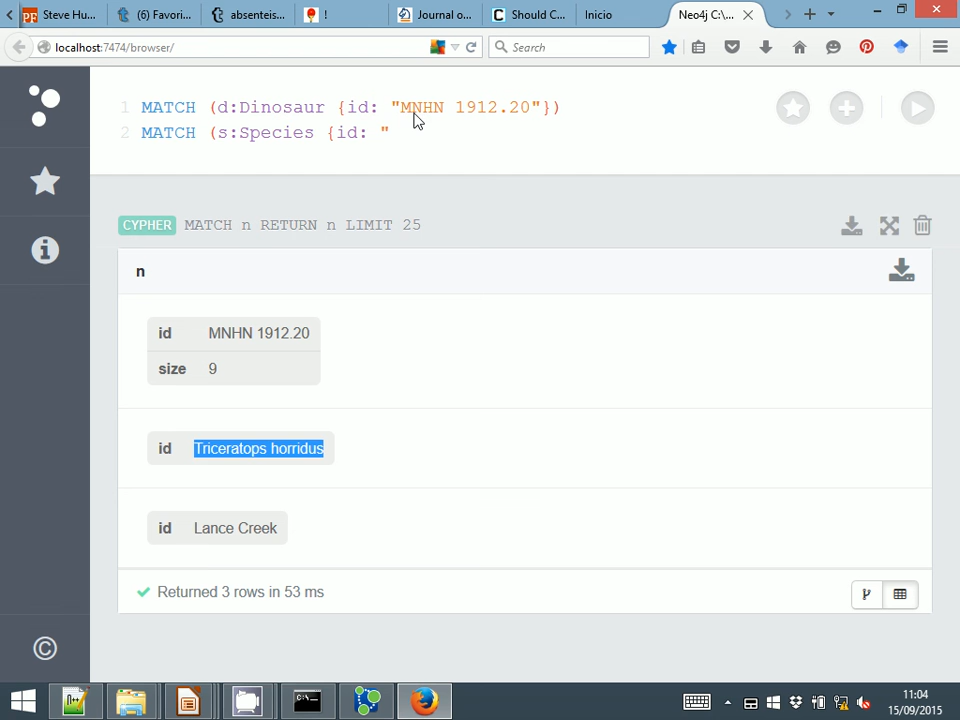 Steve Hu...
(6) Favori...
absenteis...
!
Journal o...
Should C...
Inicio
Neo4j C:\...
localhost:7474/browser/
Search
1 MATCH (d:Dinosaur {id: "MNHN 1912.20"})
2 MATCH (s:Species {id: "
CYPHER MATCH n RETURN n LIMIT 25
n
id MNHN 1912.20
size 9
id Triceratops horridus
id Lance Creek
Returned 3 rows in 53 ms
11:04
15/09/2015